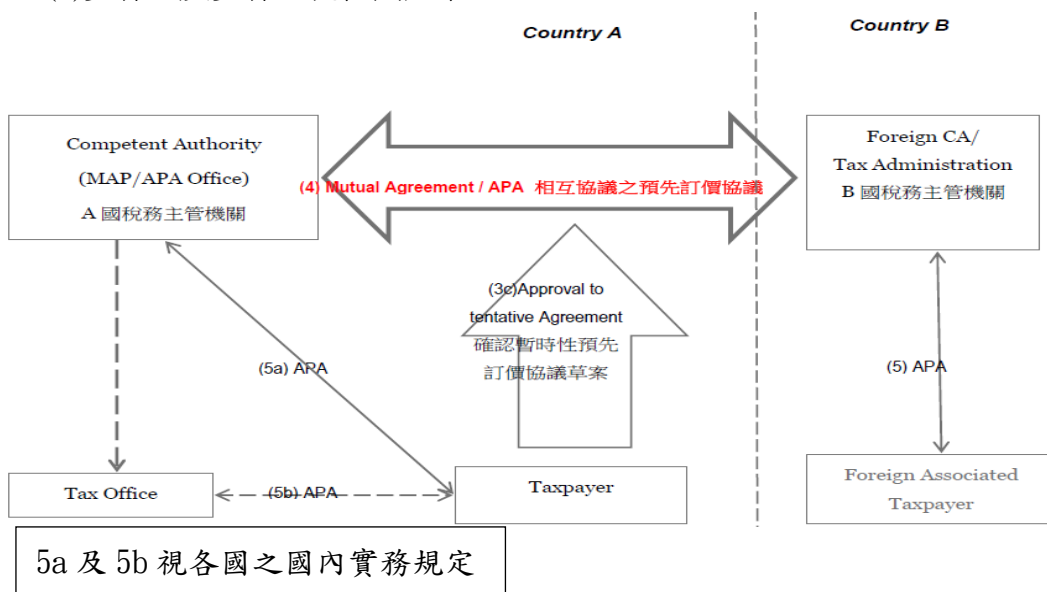 Country A
Country B
Competent Authority
(MAP/APA Office)
A 國稅務主管機關
(4) Mutual Agreement / APA 相互協議之預先訂價協議
Foreign CA/
Tax Administration
B 國稅務主管機關
(3c)Approval to
tentative Agreement
確認暫時性預先
訂價協議草案
(5a) APA
(5) APA
Tax Office
(5b) APA
Taxpayer
Foreign Associated
Taxpayer
5a 及 5b 視各國之國內實務規定